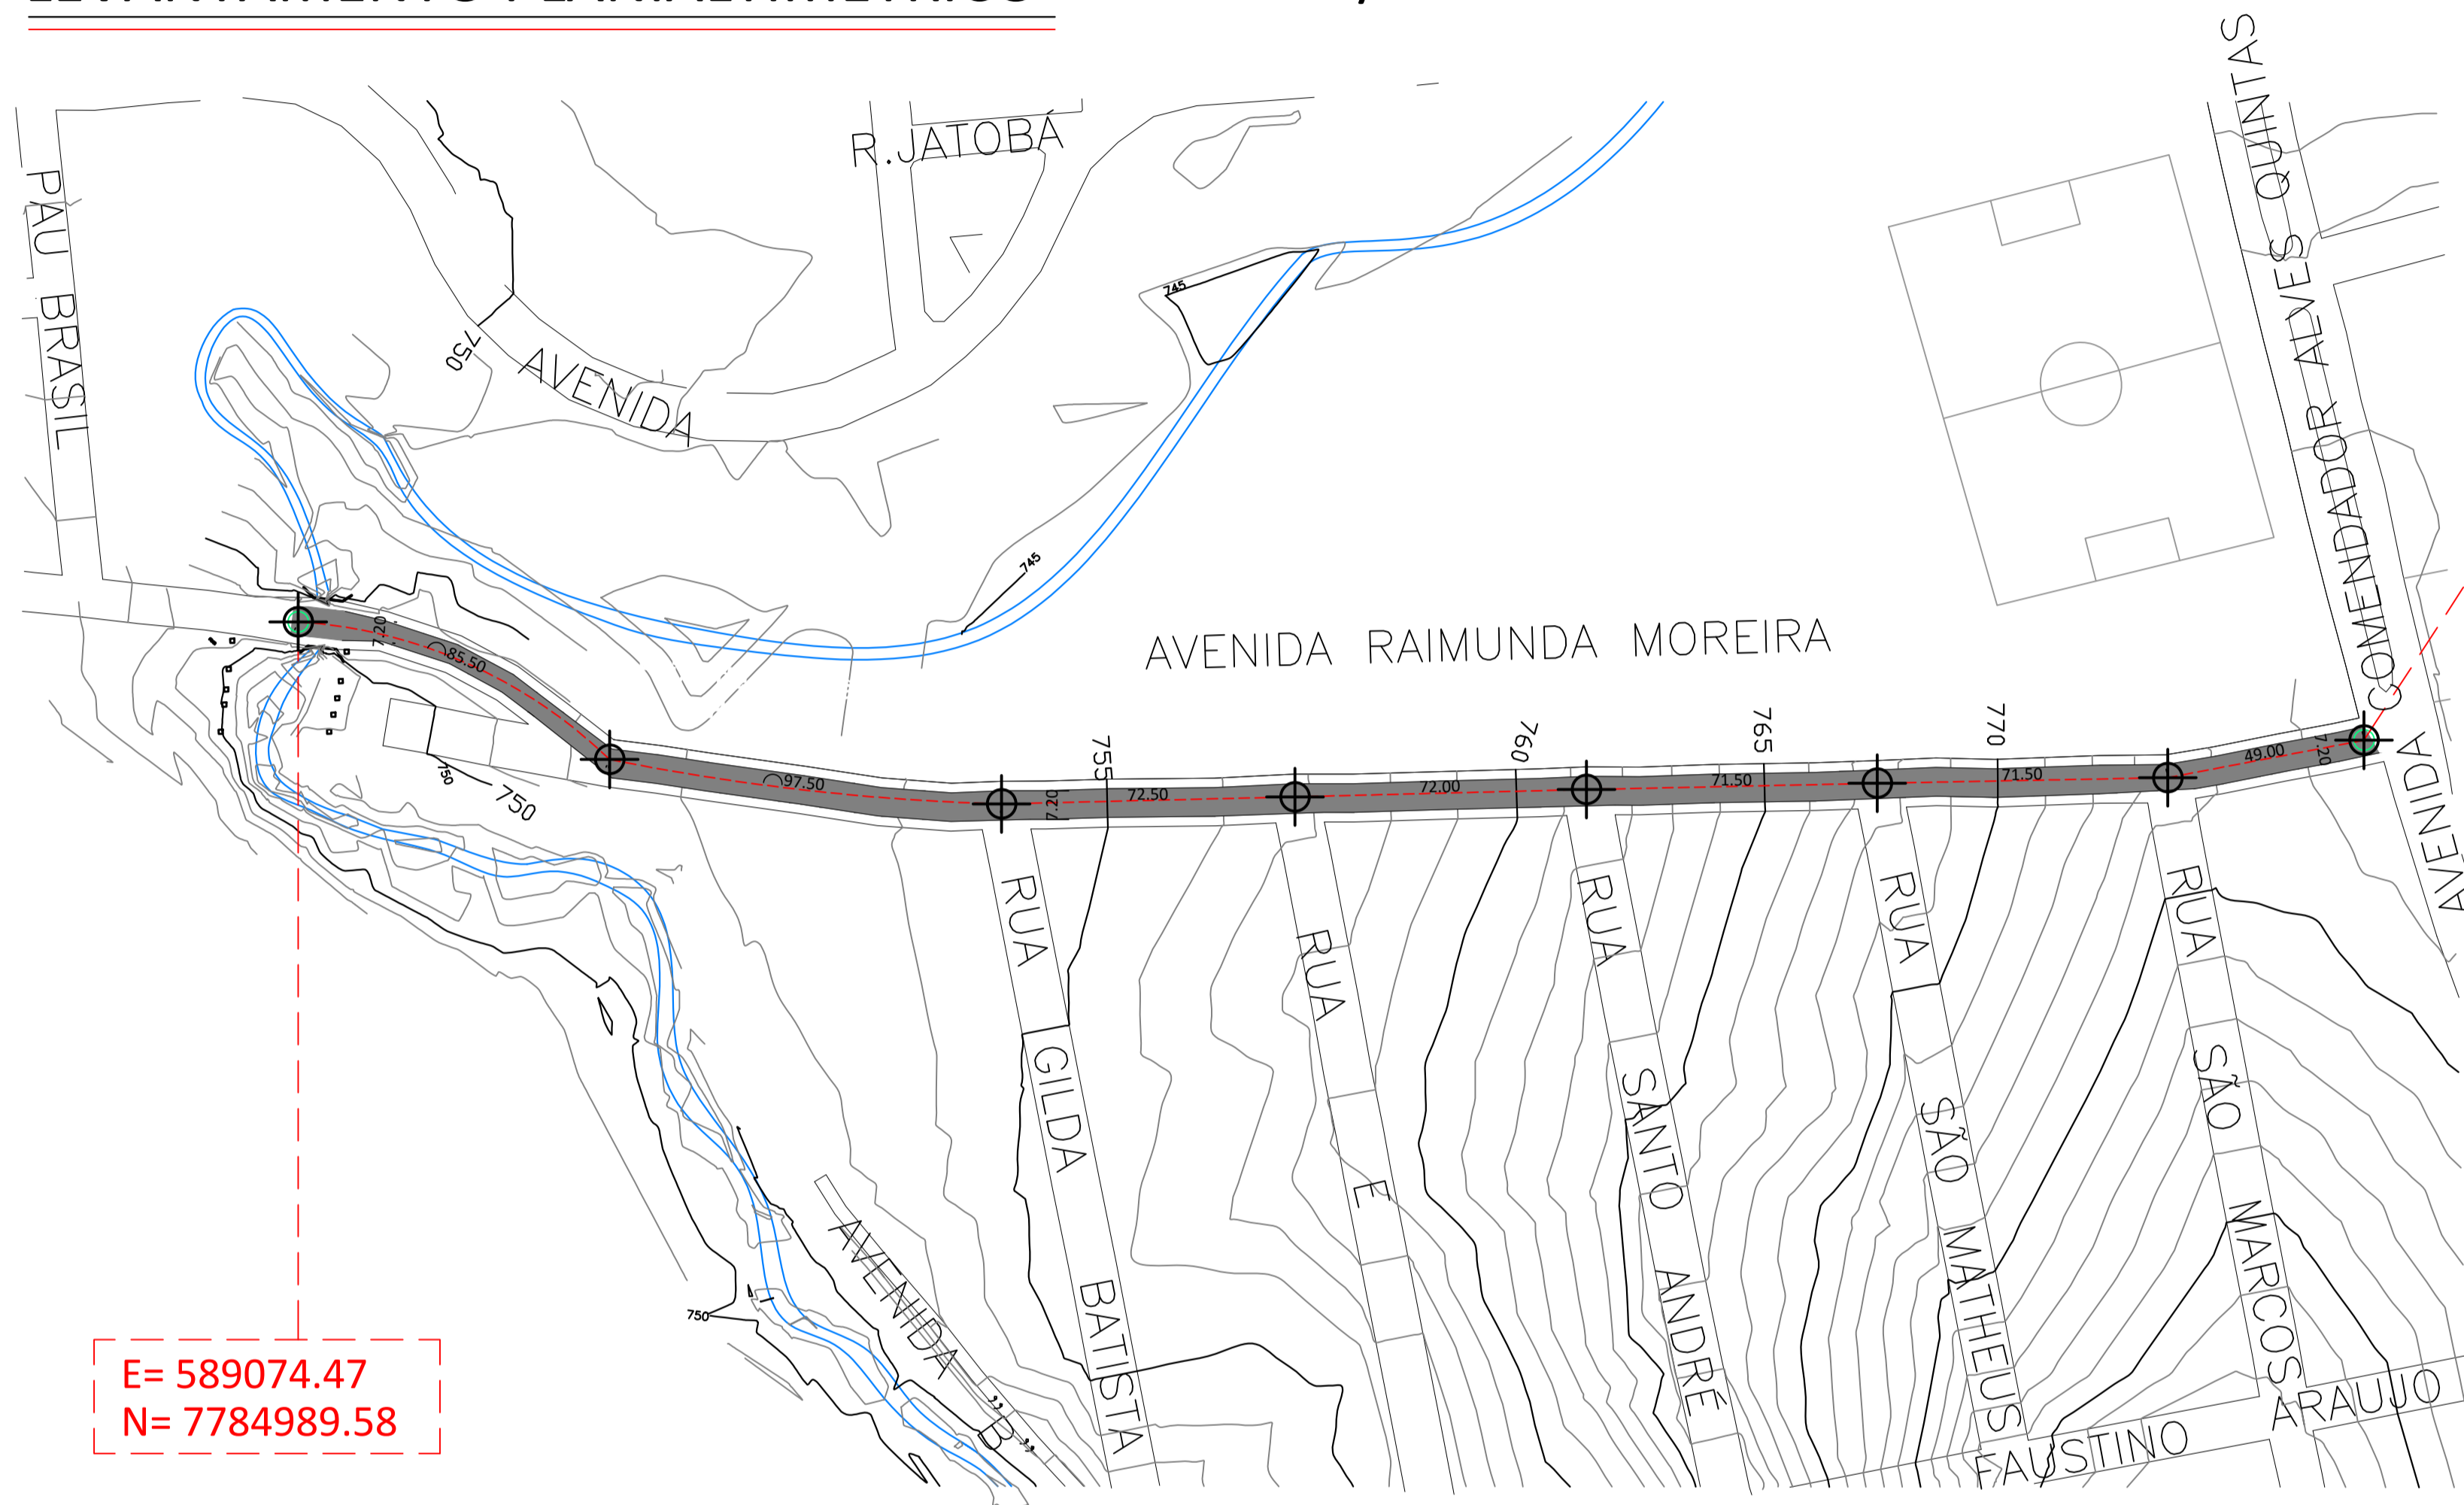 R.JATOBÁ
PAU BRASIL
745
750
AVENIDA
COMENDADOR ALVES QUINTAS
745
7.20
85.50
AVENIDA RAIMUNDA MOREIRA
755
760
765
770
7.20
49.00
97.50
7.20
72.50
72.00
71.50
71.50
AVENIDA
750
750
RUA GILDA BATISTA
RUA E
RUA SANTO ANDRÉ
RUA SÃO MATHEUS
RUA SÃO MARCOS
AVENIDA "B"
750
E= 589074.47
N= 7784989.58
FAUSTINO ARAUJO